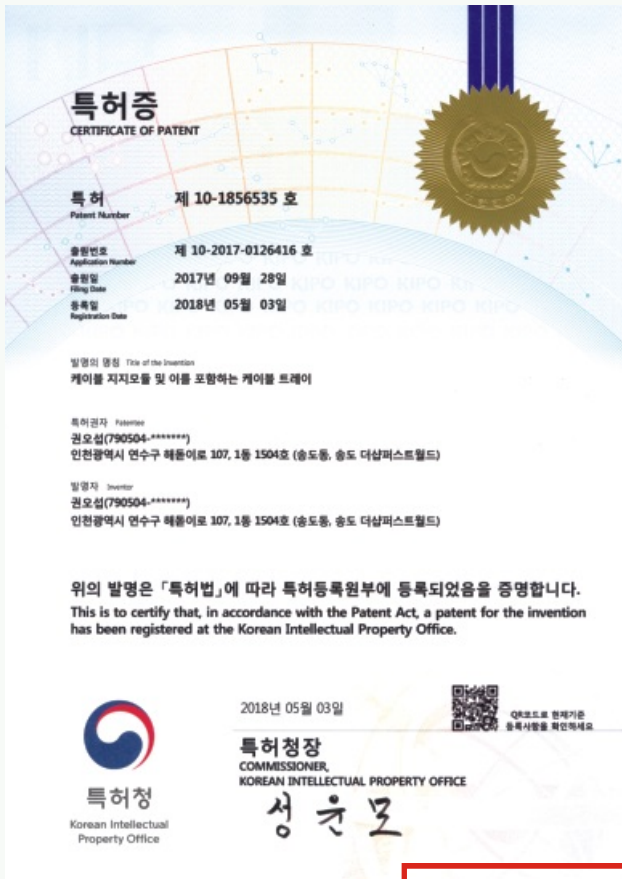 특허증
CERTIFICATE OF PATENT
특허 제 10-1856535 호
Patent Number
출원번호 제 10-2017-0126416 호
Application Number
출원일 2017년 09월 28일
Filing Date
등록일 2018년 05월 03일
Registration Date
발명의 명칭 Title of the Invention
케이블 지지모듈 및 이를 포함하는 케이블 트레이
특허권자 Patentee
권오섭(790504-*******)
인천광역시 연수구 해돋이로 107, 1동 1504호 (송도동, 송도 더샵퍼스트월드)
발명자 Inventor
권오섭(790504-*******)
인천광역시 연수구 해돋이로 107, 1동 1504호 (송도동, 송도 더샵퍼스트월드)
위의 발명은 「특허법」에 따라 특허등록원부에 등록되었음을 증명합니다.
This is to certify that, in accordance with the Patent Act, a patent for the invention
has been registered at the Korean Intellectual Property Office.
2018년 05월 03일
QR코드로 현재기준
등록사항을 확인하세요
특허청장
COMMISSIONER,
KOREAN INTELLECTUAL PROPERTY OFFICE
성윤모
특허청
Korean Intellectual
Property Office